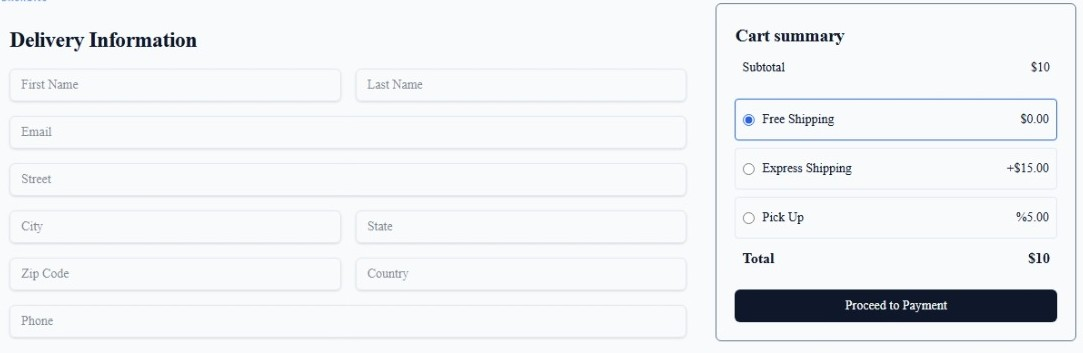 Delivery Information
First Name
Last Name
Email
Street
City
State
Zip Code
Country
Phone
Cart summary
Subtotal $10
Free Shipping $0.00
Express Shipping +$15.00
Pick Up %5.00
Total $10
Proceed to Payment